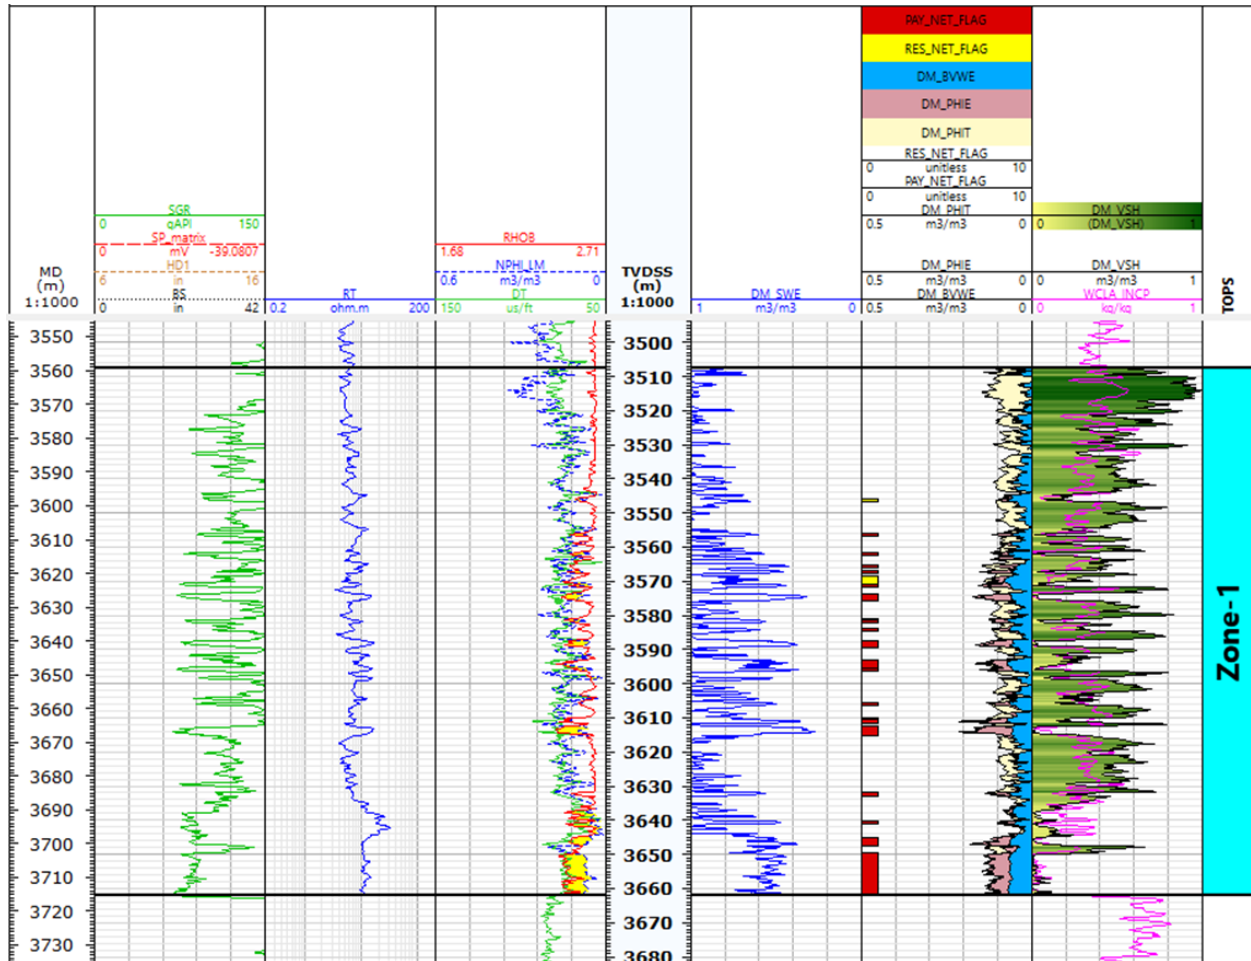 PAY_NET_FLAG
RES_NET_FLAG
DM_BVWE
DM_PHIE
DM_PHIT
RES_NET_FLAG
0 unitless 10
PAY_NET_FLAG
0 unitless 10
SGR
0 gAPI 150
SP_matrix
0 mV -39.0807
HD1
6 in 16
BS
0 in 42
MD
(m)
1:1000
RT
0.2 ohm.m 200
RHOB
1.68 2.71
NPHI_LM
0.6 m3/m3 0
DT
150 us/ft 50
TVDSS
(m)
1:1000
DM_SWE
1 m3/m3 0
DM_PHIT
0.5 m3/m3 0
DM_PHIE
0.5 m3/m3 0
DM_BVWE
0.5 m3/m3 0
DM_VSH
0 (DM_VSH) 1
DM_VSH
0 m3/m3 1
WCLA_INCP
0 kg/kg 1
TOPS
3550
3560
3570
3580
3590
3600
3610
3620
3630
3640
3650
3660
3670
3680
3690
3700
3710
3720
3730
3500
3510
3520
3530
3540
3550
3560
3570
3580
3590
3600
3610
3620
3630
3640
3650
3660
3670
3680
Zone-1